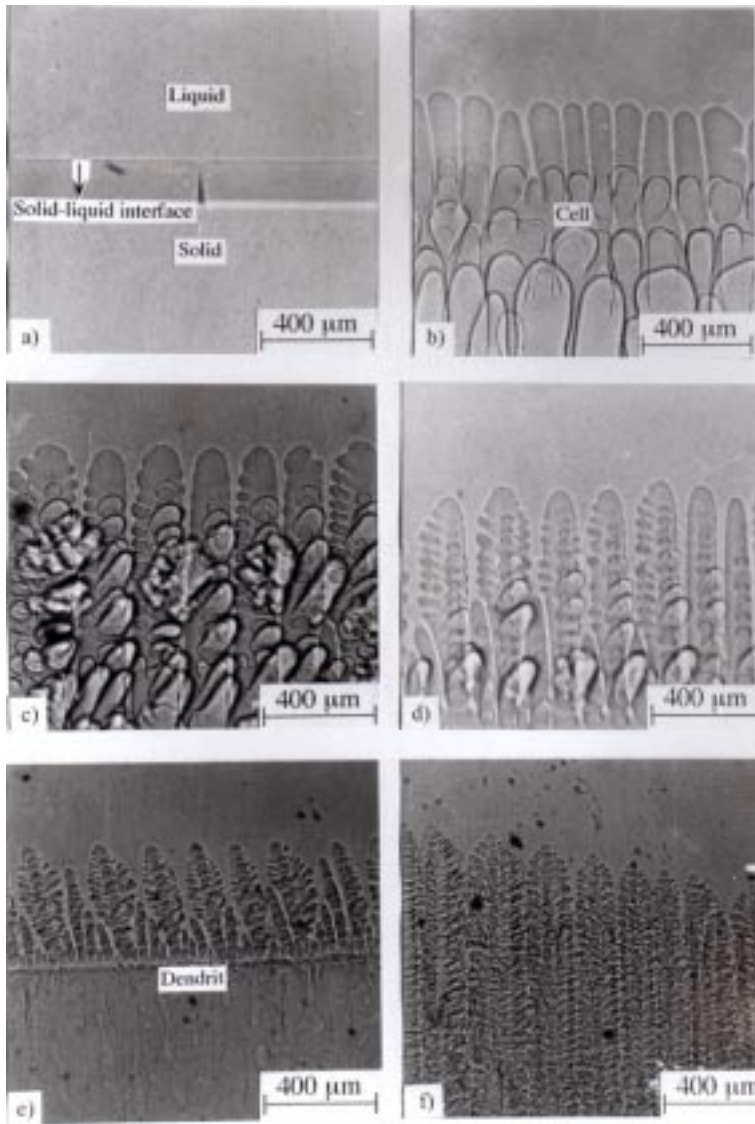 Liquid
Solid-liquid interface
Solid
400 µm
a)
Cell
400 µm
b)
400 µm
c)
400 µm
d)
Dendrit
400 µm
e)
400 µm
f)